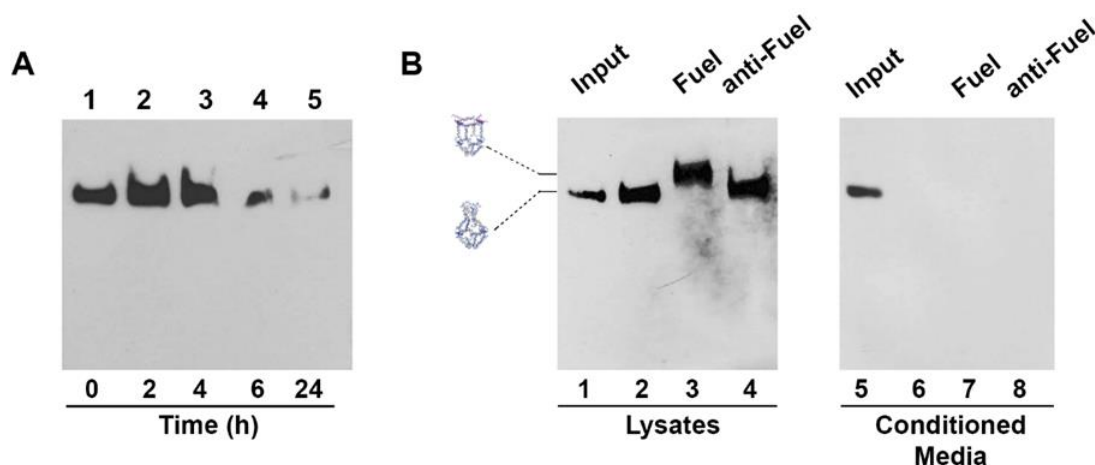 A
1 2 3 4 5
0 2 4 6 24
Time (h)
B
Input Fuel anti-Fuel
1 2 3 4
Lysates
Input Fuel anti-Fuel
5 6 7 8
Conditioned
Media